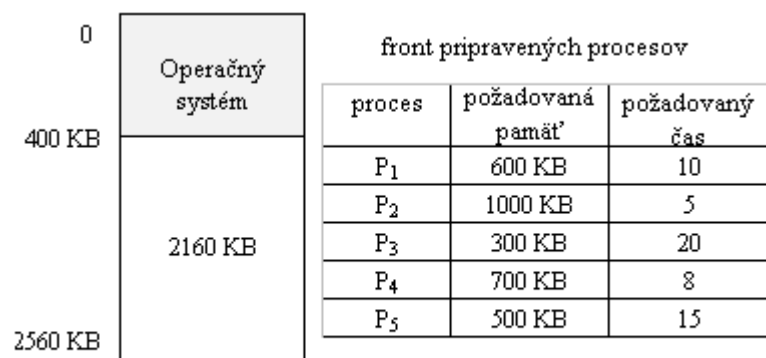 0
Operačný
systém
400 KB
2160 KB
2560 KB
front pripravených procesov
proces požadovaná pamäť požadovaný čas
P1 600 KB 10
P2 1000 KB 5
P3 300 KB 20
P4 700 KB 8
P5 500 KB 15